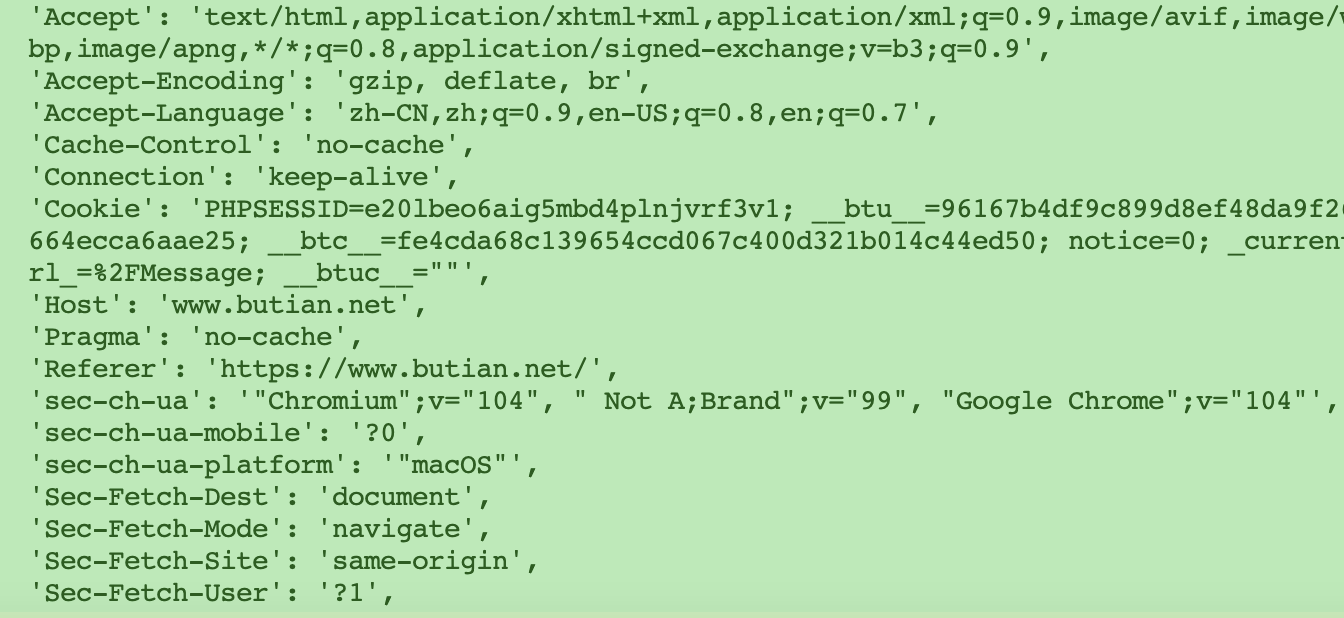 'Accept': 'text/html,application/xhtml+xml,application/xml;q=0.9,image/avif,image/
bp,image/apng,*/*;q=0.8,application/signed-exchange;v=b3;q=0.9',
'Accept-Encoding': 'gzip, deflate, br',
'Accept-Language': 'zh-CN,zh;q=0.9,en-US;q=0.8,en;q=0.7',
'Cache-Control': 'no-cache',
'Connection': 'keep-alive',
'Cookie': 'PHPSESSID=e20lbeo6aig5mbd4plnjvrf3v1; __btu__=96167b4df9c899d8ef48da9f2
664ecca6aae25; __btc__=fe4cda68c139654ccd067c400d321b014c44ed50; notice=0; _curren
rl_=%2FMessage; __btuc__=""',
'Host': 'www.butian.net',
'Pragma': 'no-cache',
'Referer': 'https://www.butian.net/',
'sec-ch-ua': '"Chromium";v="104", " Not A;Brand";v="99", "Google Chrome";v="104"',
'sec-ch-ua-mobile': '?0',
'sec-ch-ua-platform': '"macOS"',
'Sec-Fetch-Dest': 'document',
'Sec-Fetch-Mode': 'navigate',
'Sec-Fetch-Site': 'same-origin',
'Sec-Fetch-User': '?1',